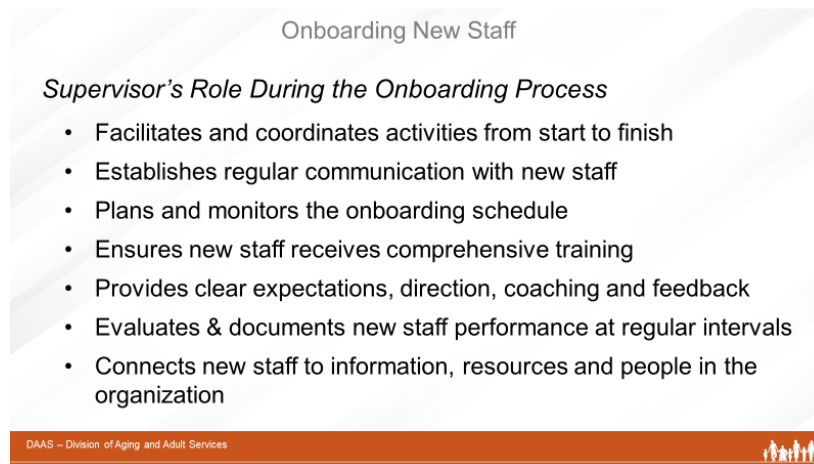 Onboarding New Staff
Supervisor's Role During the Onboarding Process
• Facilitates and coordinates activities from start to finish
• Establishes regular communication with new staff
• Plans and monitors the onboarding schedule
• Ensures new staff receives comprehensive training
• Provides clear expectations, direction, coaching and feedback
• Evaluates & documents new staff performance at regular intervals
• Connects new staff to information, resources and people in the
organization
DAAS – Division of Aging and Adult Services